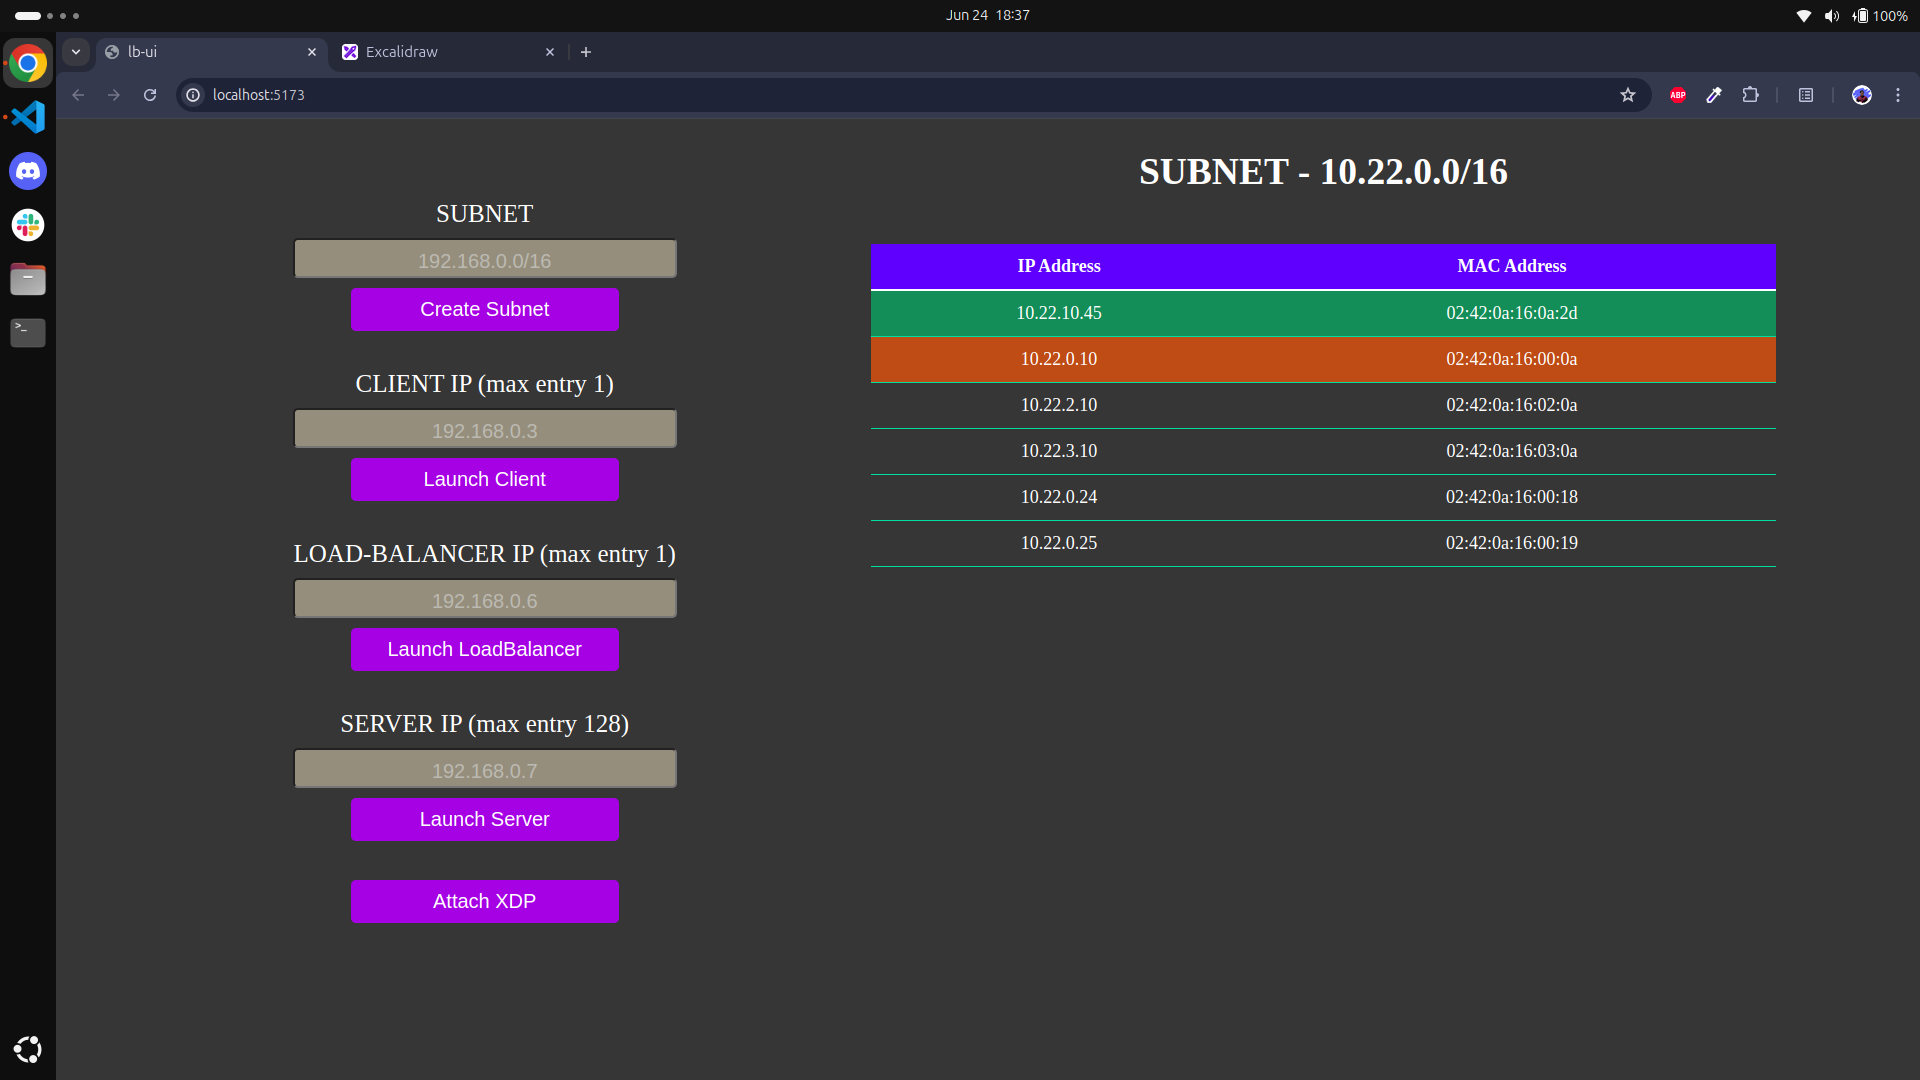 Jun 24 18:37
100%
lb-ui
Excalidraw
localhost:5173
ABP
SUBNET
192.168.0.0/16
Create Subnet
CLIENT IP (max entry 1)
192.168.0.3
Launch Client
LOAD-BALANCER IP (max entry 1)
192.168.0.6
Launch LoadBalancer
SERVER IP (max entry 128)
192.168.0.7
Launch Server
Attach XDP
SUBNET - 10.22.0.0/16
IP Address MAC Address
10.22.10.45 02:42:0a:16:0a:2d
10.22.0.10 02:42:0a:16:00:0a
10.22.2.10 02:42:0a:16:02:0a
10.22.3.10 02:42:0a:16:03:0a
10.22.0.24 02:42:0a:16:00:18
10.22.0.25 02:42:0a:16:00:19